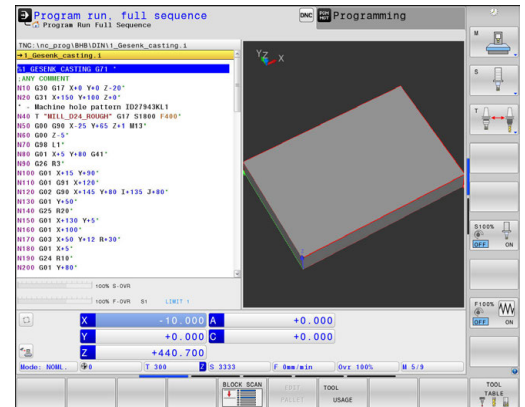 Program run, full sequence
Program Run Full Sequence
DNC
Programming
TNC:\nc_prog\BHB\DIN\1_Gesenk_casting.i
→1_Gesenk_casting.i
%1_GESENK_CASTING G71 *
;ANY COMMENT
N10 G30 G17 X+0 Y+0 Z-20*
N20 G31 X+150 Y+100 Z+0*
* - Machine hole pattern ID27943KL1
N40 T "MILL_D24_ROUGH" G17 S1800 F400*
N50 G00 G90 X-25 Y+65 Z+1 M13*
N60 G00 Z-5*
N70 G98 L1*
N80 G01 X+5 Y+80 G41*
N90 G26 R3*
N100 G01 X+15 Y+90*
N110 G01 G91 X+120*
N120 G02 G90 X+145 Y+80 I+135 J+80*
N130 G01 Y+50*
N140 G25 R20*
N150 G01 X+130 Y+5*
N160 G01 X+100*
N170 G03 X+50 Y+12 R+30*
N180 G01 X+5*
N190 G24 R10*
N200 G01 Y+80*
YZ X
M
S
T
S100%
OFF ON
F100%
OFF ON
100% S-OVR
100% F-OVR S1 LIMIT 1
X -10.000 A +0.000
Y +0.000 C +0.000
Z +440.700
Mode: NOML. 0 T 300 Z S 3333 F 0mm/min Ovr 100% M 5/9
BLOCK SCAN
TOOL
USAGE
TOOL
TABLE